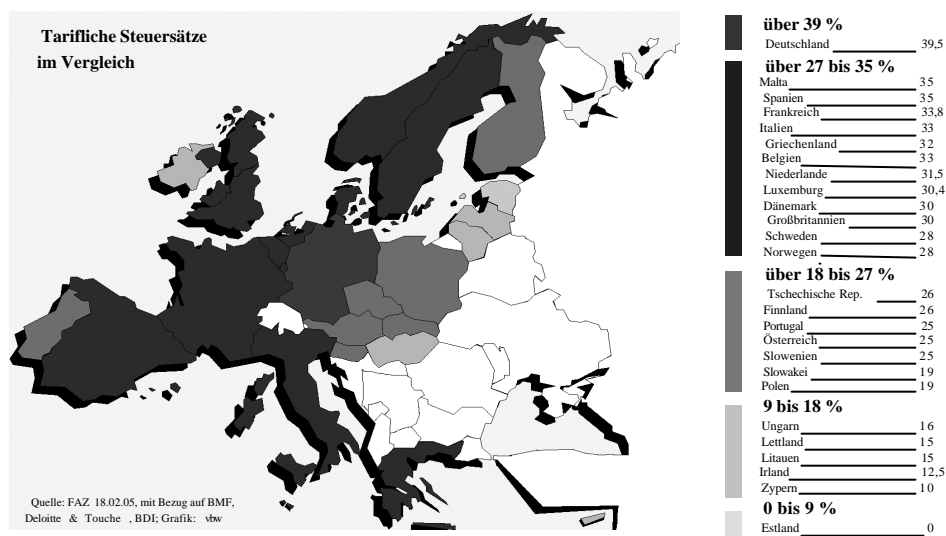 Tarifliche Steuersätze
im Vergleich
über 39 %
Deutschland 39,5
über 27 bis 35 %
Malta 35
Spanien 35
Frankreich 33,8
Italien 33
Griechenland 32
Belgien 33
Niederlande 31,5
Luxemburg 30,4
Dänemark 30
Großbritannien 30
Schweden 28
Norwegen 28
über 18 bis 27 %
Tschechische Rep. 26
Finnland 26
Portugal 25
Österreich 25
Slowenien 25
Slowakei 19
Polen 19
9 bis 18 %
Ungarn 16
Lettland 15
Litauen 15
Irland 12,5
Zypern 10
0 bis 9 %
Estland 0
Quelle: FAZ 18.02.05, mit Bezug auf BMF,
Deloitte & Touche , BDI; Grafik: vbw